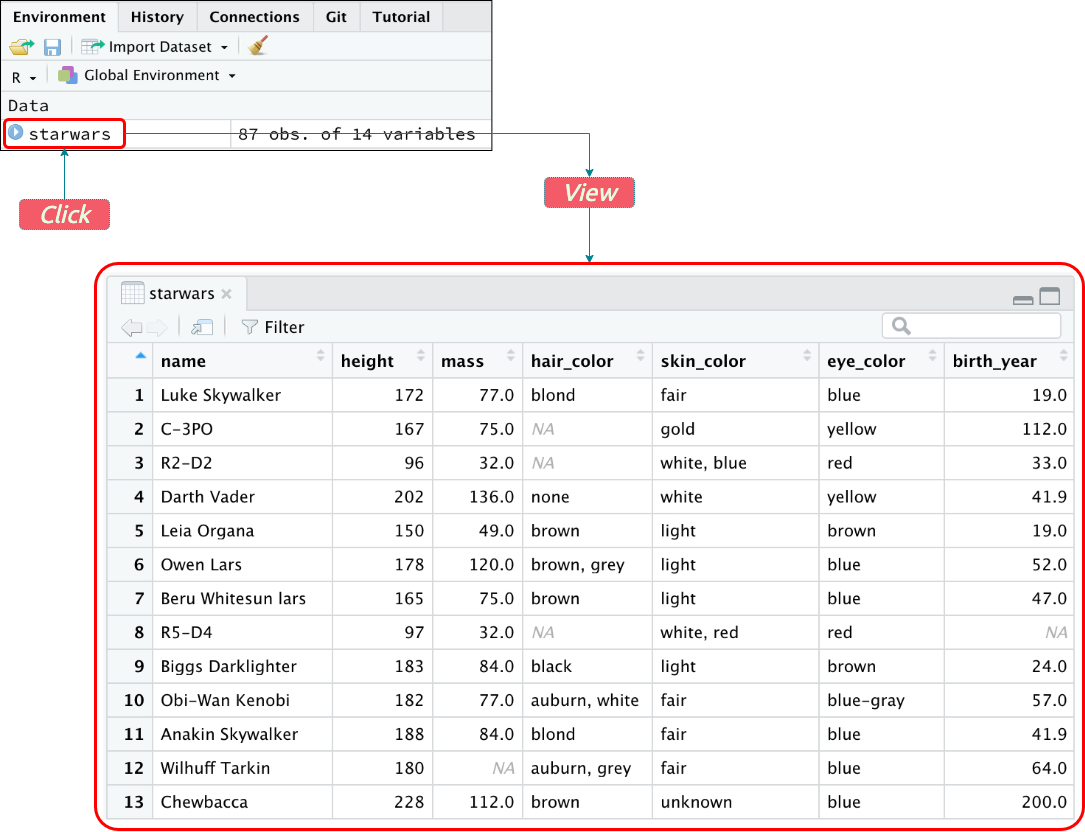 Environment History Connections Git Tutorial
Import Dataset
R Global Environment
Data
starwars 87 obs. of 14 variables
Click View
starwars
Filter
name height mass hair_color skin_color eye_color birth_year
1 Luke Skywalker 172 77.0 blond fair blue 19.0
2 C-3PO 167 75.0 NA gold yellow 112.0
3 R2-D2 96 32.0 NA white, blue red 33.0
4 Darth Vader 202 136.0 none white yellow 41.9
5 Leia Organa 150 49.0 brown light brown 19.0
6 Owen Lars 178 120.0 brown, grey light blue 52.0
7 Beru Whitesun lars 165 75.0 brown light blue 47.0
8 R5-D4 97 32.0 NA white, red red NA
9 Biggs Darklighter 183 84.0 black light brown 24.0
10 Obi-Wan Kenobi 182 77.0 auburn, white fair blue-gray 57.0
11 Anakin Skywalker 188 84.0 blond fair blue 41.9
12 Wilhuff Tarkin 180 NA auburn, grey fair blue 64.0
13 Chewbacca 228 112.0 brown unknown blue 200.0